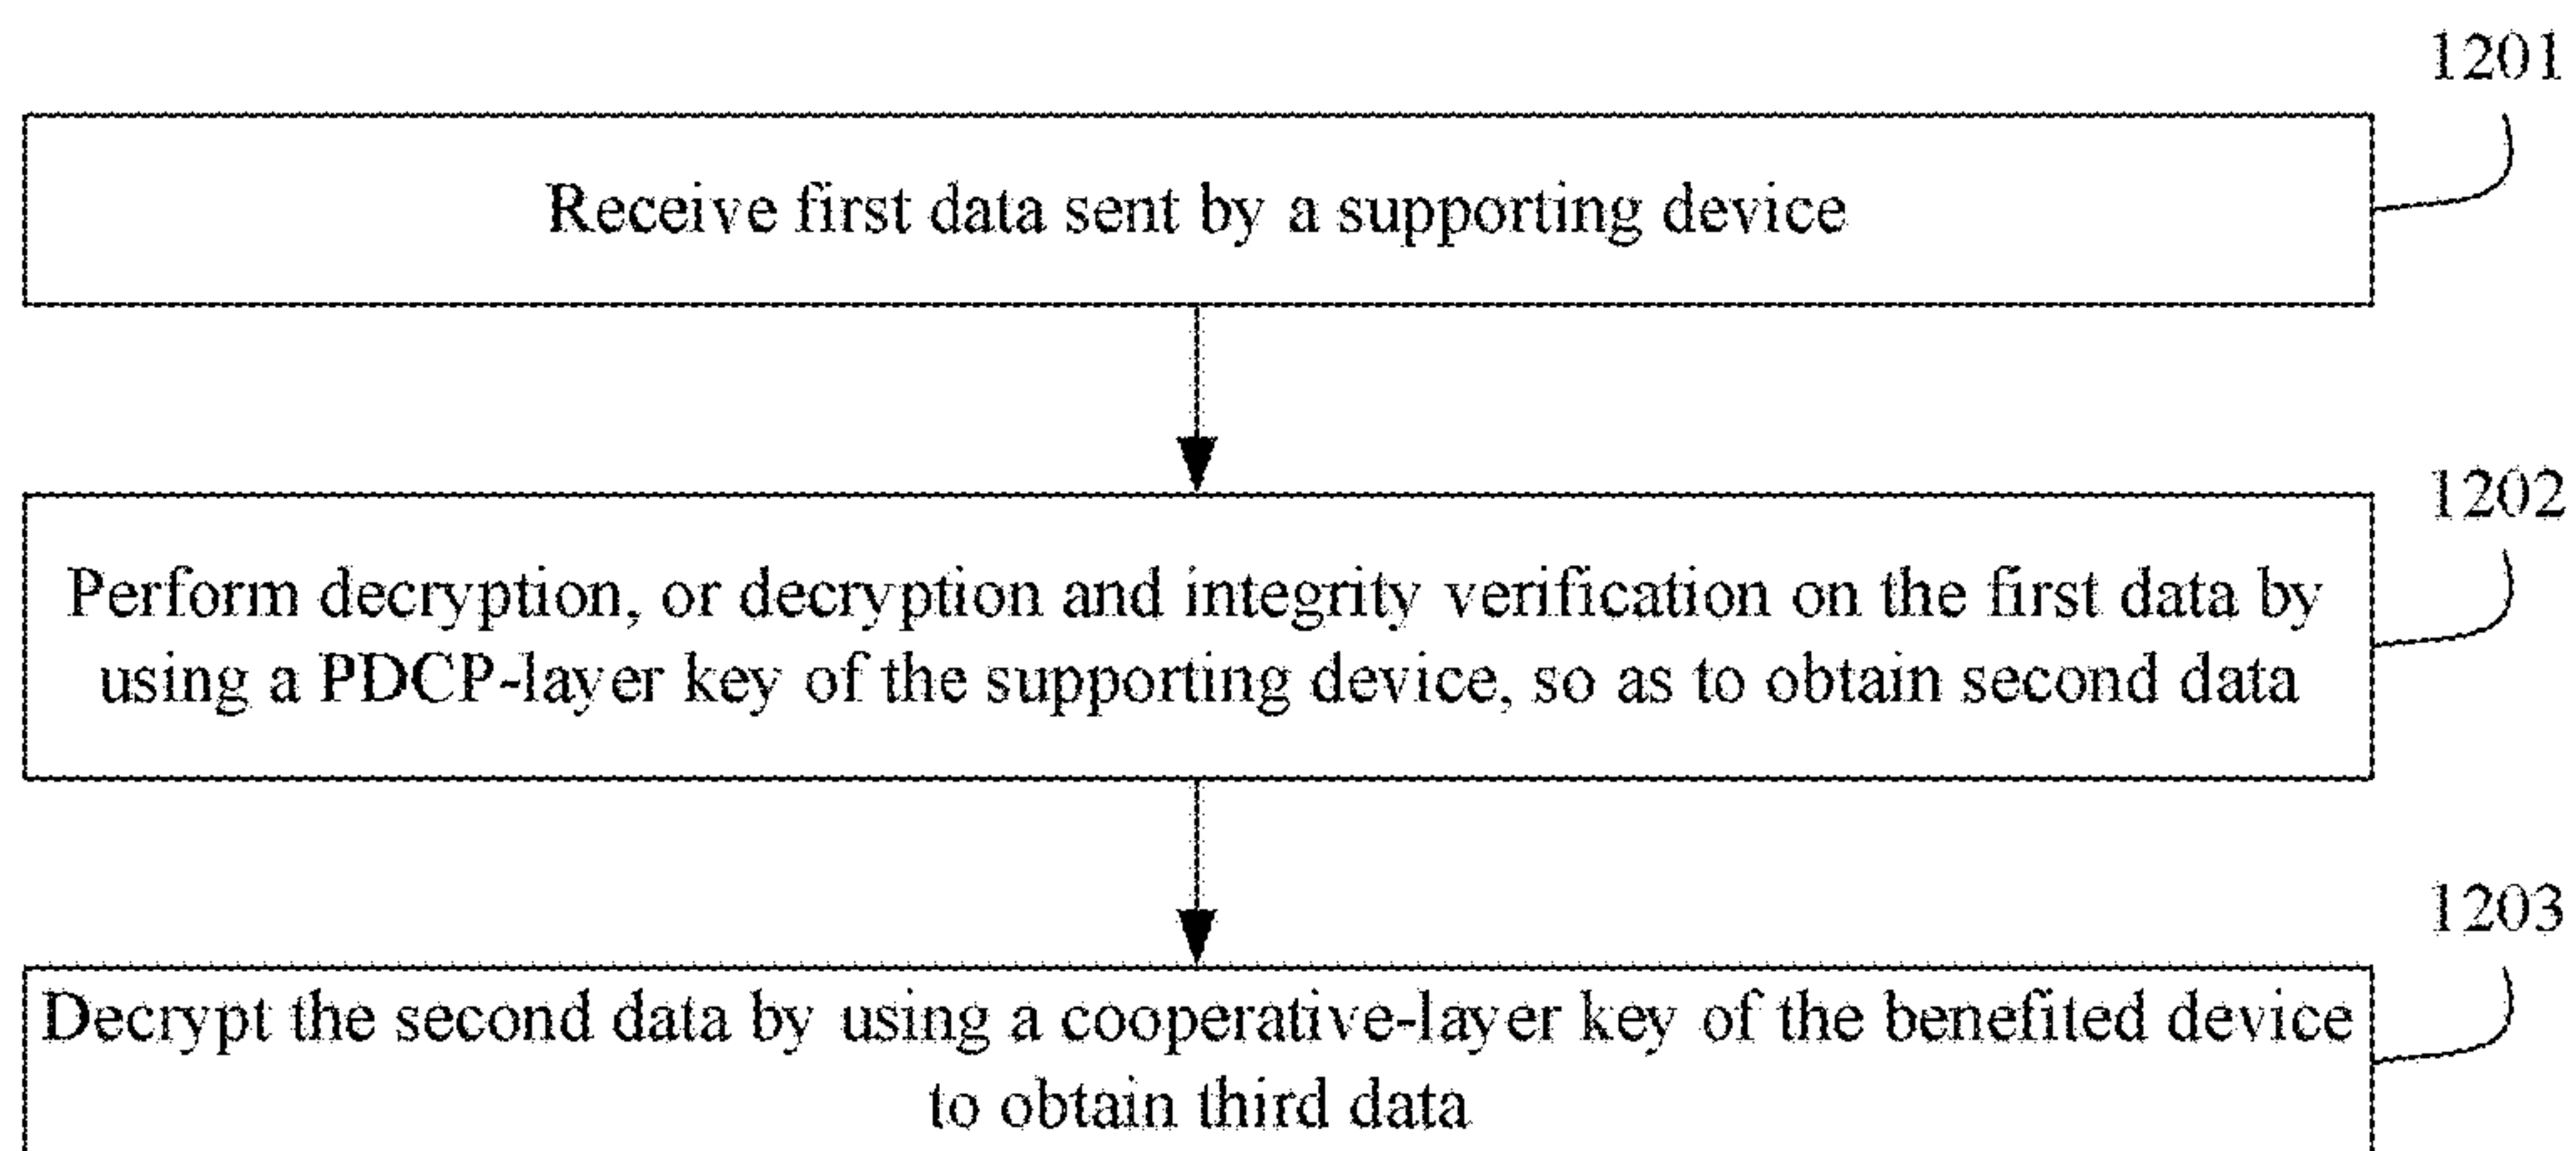 1201
Receive first data sent by a supporting device
1202
Perform decryption, or decryption and integrity verification on the first data by
using a PDCP-layer key of the supporting device, so as to obtain second data
1203
Decrypt the second data by using a cooperative-layer key of the benefited device
to obtain third data